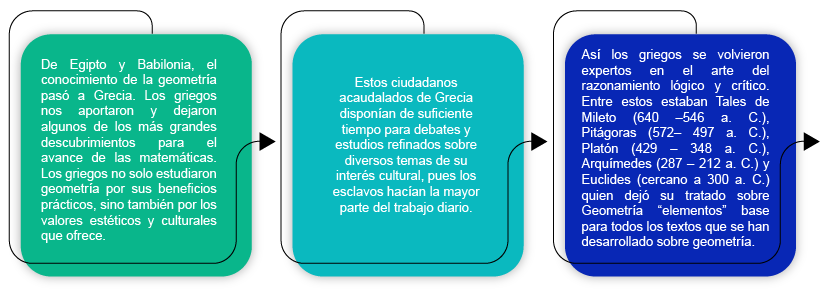 De Egipto y Babilonia, el
conocimiento de la geometría
pasó a Grecia. Los griegos
nos aportaron y dejaron
algunos de los más grandes
descubrimientos para el
avance de las matemáticas.
Los griegos no solo estudiaron
geometría por sus beneficios
prácticos, sino también por los
valores estéticos y culturales
que ofrece.
Estos ciudadanos
acaudalados de Grecia
disponían de suficiente
tiempo para debates y
estudios refinados sobre
diversos temas de su
interés cultural, pues los
esclavos hacían la mayor
parte del trabajo diario.
Así los griegos se volvieron
expertos en el arte del
razonamiento lógico y crítico.
Entre estos estaban Tales de
Mileto (640 –546 a. C.),
Pitágoras (572– 497 a. C.),
Platón (429 – 348 a. C.),
Arquímedes (287 – 212 a. C.) y
Euclides (cercano a 300 a. C.)
quien dejó su tratado sobre
Geometría “elementos” base
para todos los textos que se han
desarrollado sobre geometría.